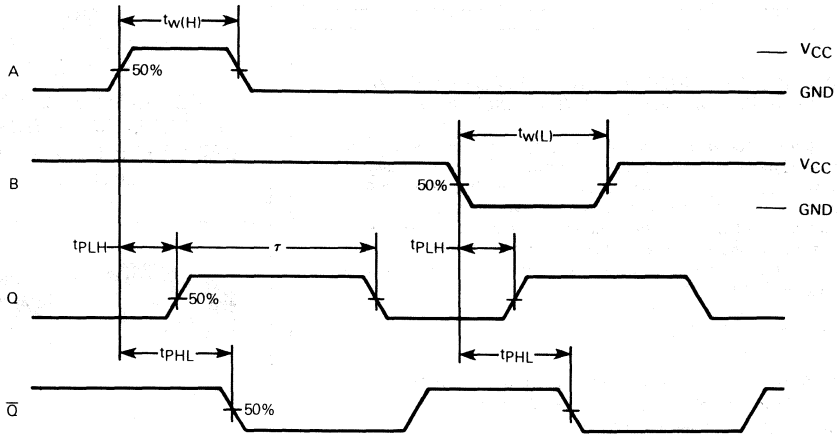 tw(H)
A
50%
VCC
GND
tw(L)
B
50%
VCC
GND
tPLH
τ
tPLH
Q
50%
tPHL
tPHL
Q̅
50%